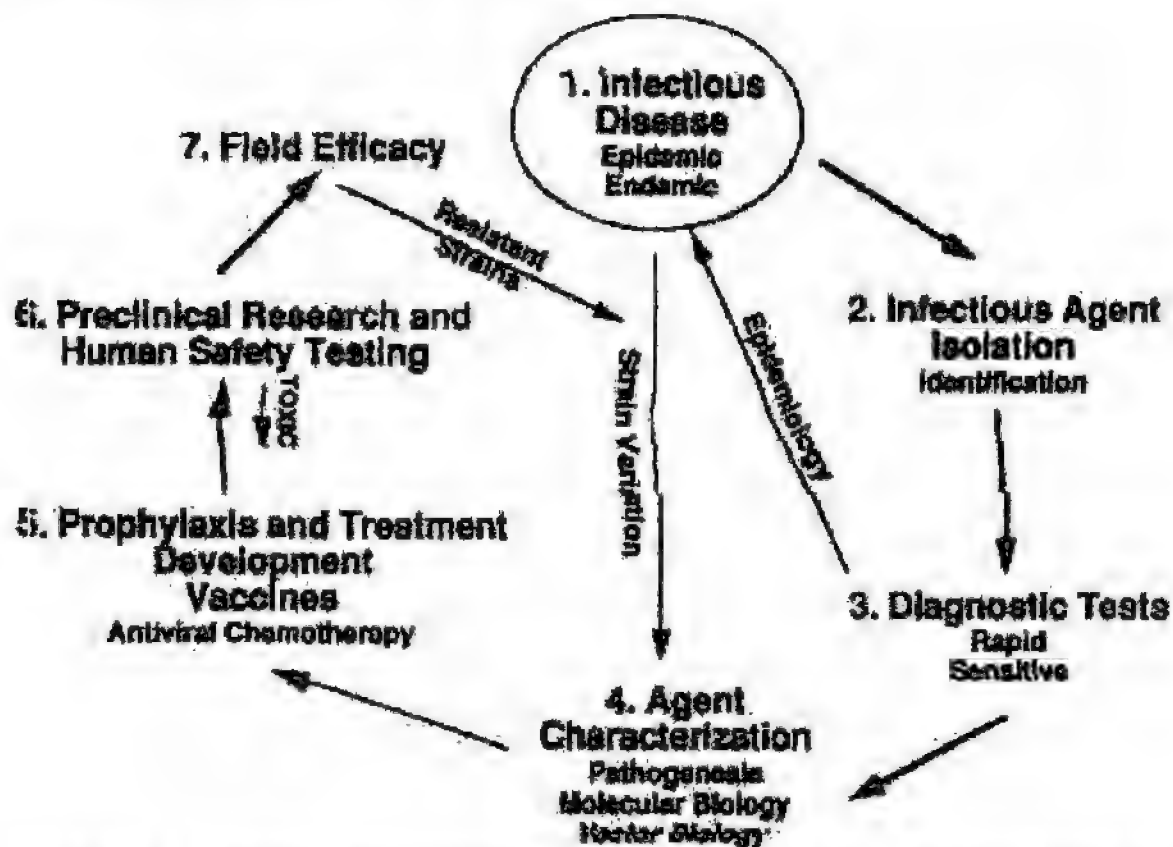 1. Infectious
Disease
Epidemic
Endemic
7. Field Efficacy
Resistant
Strains
6. Preclinical Research and
Human Safety Testing
Toxic
2. Infectious Agent
Isolation
Identification
Epidemiology
Strain Variation
5. Prophylaxis and Treatment
Development
Vaccines
Antiviral Chemotherapy
3. Diagnostic Tests
Rapid
Sensitive
4. Agent
Characterization
Pathogenesis
Molecular Biology
Biology